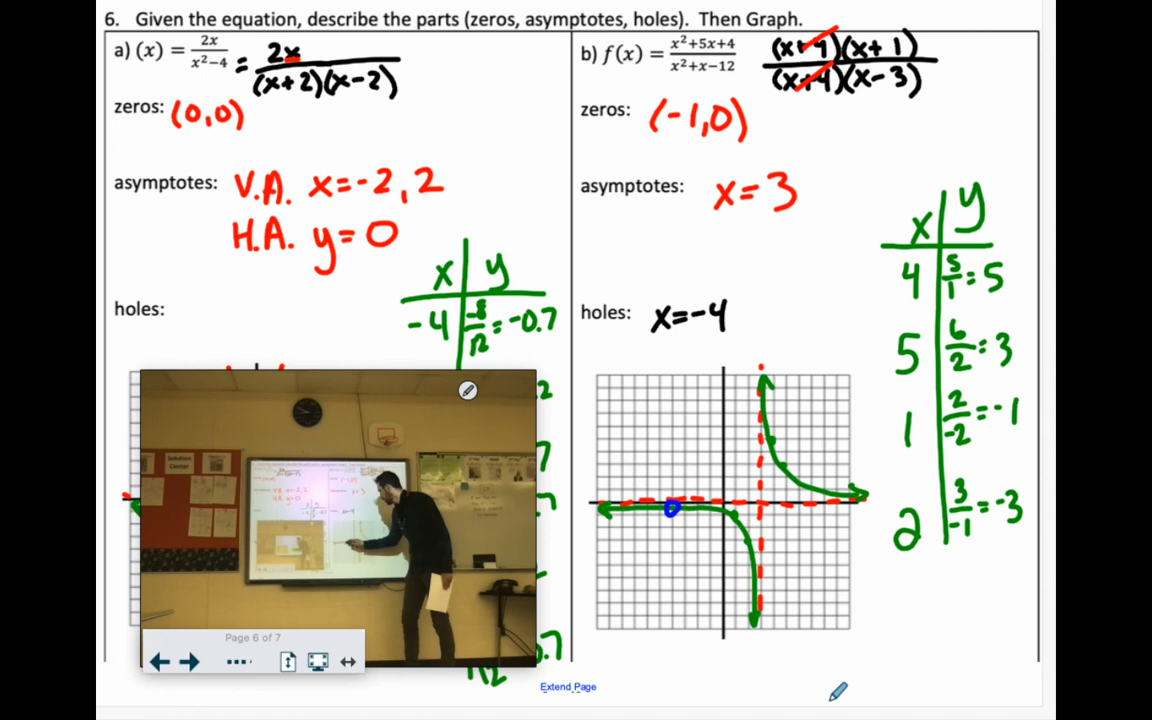 6. Given the equation, describe the parts (zeros, asymptotes, holes). Then Graph.
a) (x) = 2x/x²−4 = 2x/(x+2)(x−2)
zeros: (0,0)
asymptotes: V.A. x=-2,2
H.A. y=0
holes:
x | y
-4 | -8/12 = -0.7
b) f(x) = x²+5x+4/x²+x−12 (x+4)(x+1)/(x+4)(x−3)
zeros: (-1,0)
asymptotes: x=3
holes: x=-4
x | y
4 | 5/1 = 5
5 | 6/2 = 3
1 | 2/-2 = -1
2 | 3/-1 = -3
Solution
Center
Page 6 of 7
Extend Page